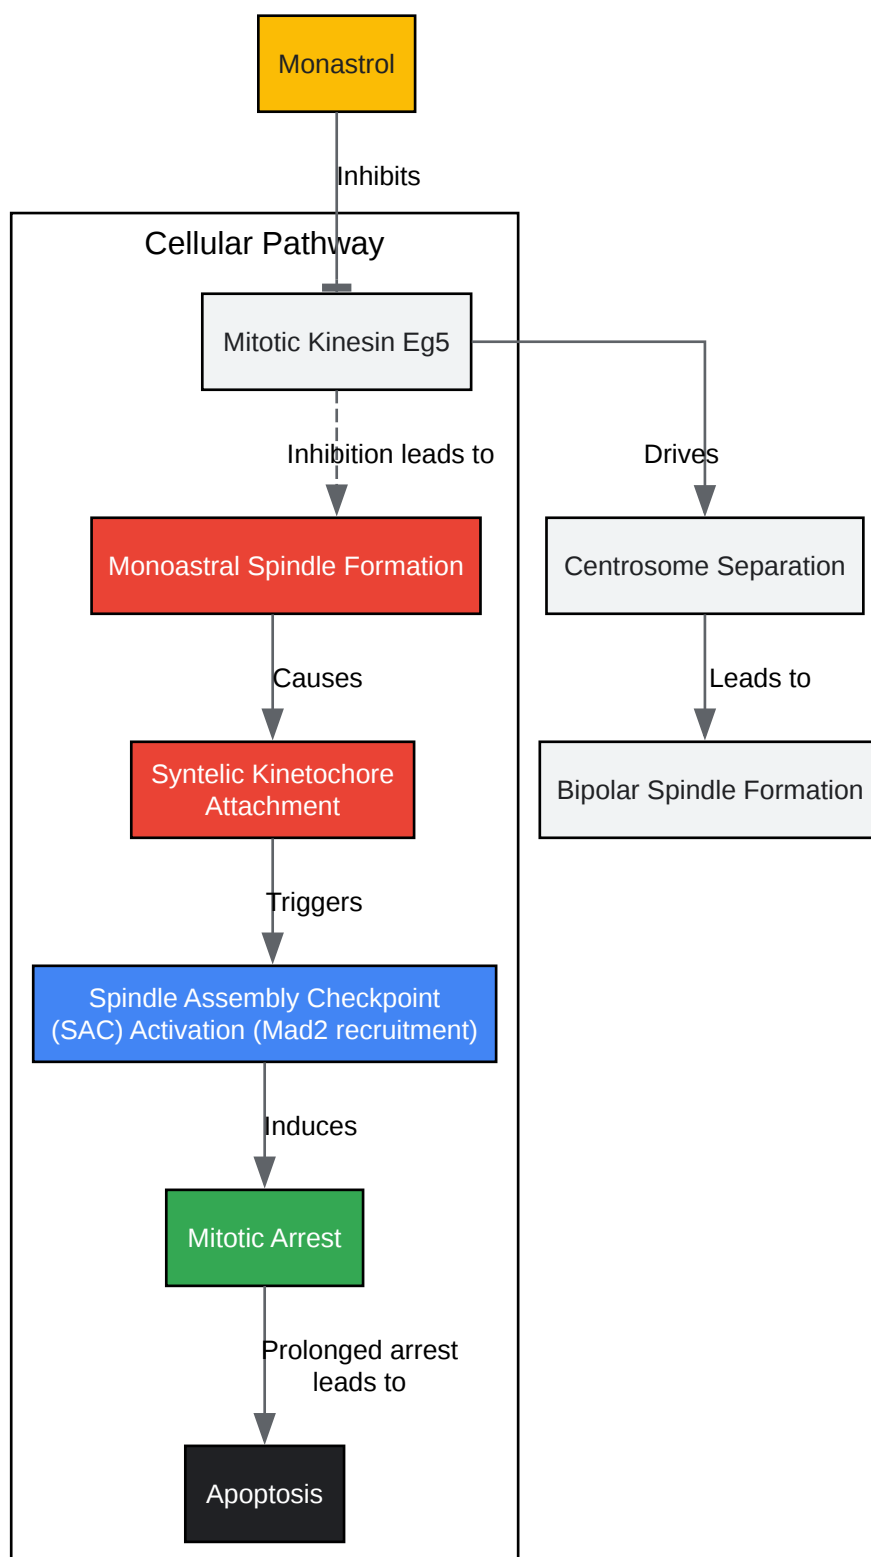 Monastrol
Inhibits
Cellular Pathway
Mitotic Kinesin Eg5
Inhibition leads to
Drives
Monoastral Spindle Formation
Centrosome Separation
Causes
Leads to
Syntelic Kinetochore
Attachment
Bipolar Spindle Formation
Triggers
Spindle Assembly Checkpoint
(SAC) Activation (Mad2 recruitment)
Induces
Mitotic Arrest
Prolonged arrest
leads to
Apoptosis